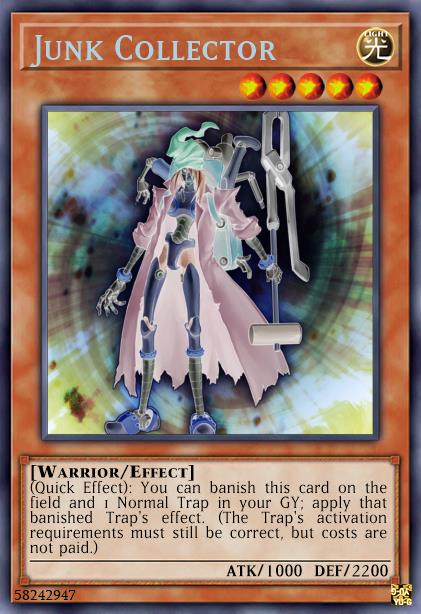 Junk Collector
LIGHT
光
[Warrior/Effect]
(Quick Effect): You can banish this card on the
field and 1 Normal Trap in your GY; apply that
banished Trap's effect. (The Trap's activation
requirements must still be correct, but costs are
not paid.)
ATK/1000 DEF/2200
58242947